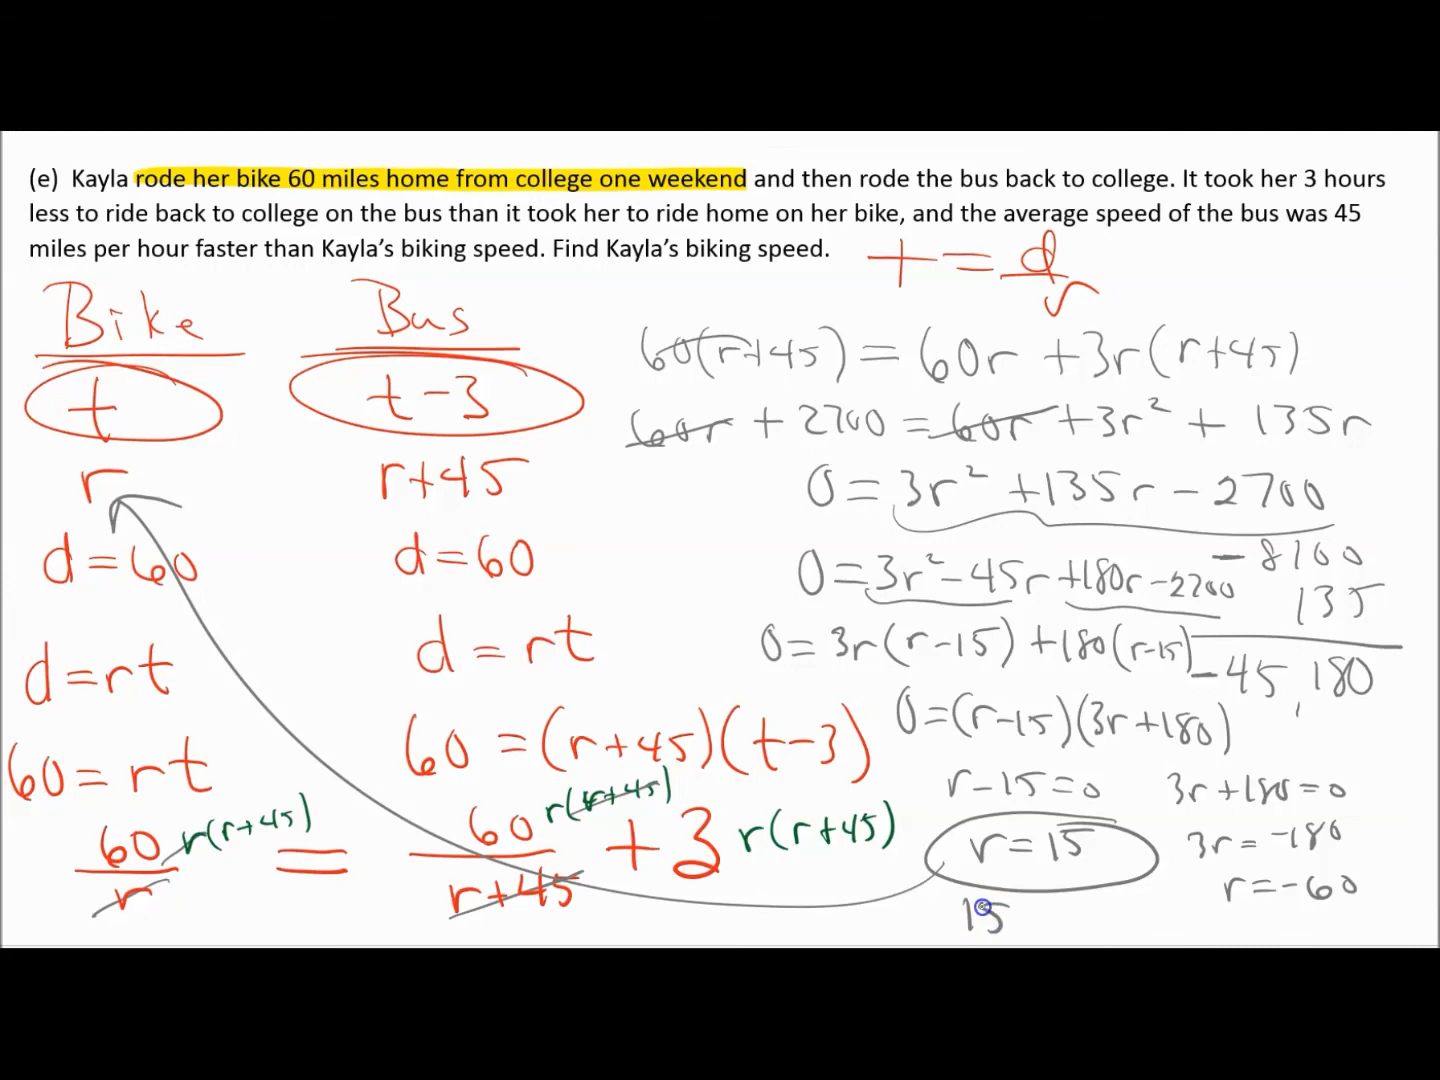 (e) Kayla rode her bike 60 miles home from college one weekend and then rode the bus back to college. It took her 3 hours
less to ride back to college on the bus than it took her to ride home on her bike, and the average speed of the bus was 45
miles per hour faster than Kayla's biking speed. Find Kayla's biking speed.
t = d/r
Bike
t
r
d = 60
d = rt
60 = rt
Bus
t - 3
r + 45
d = 60
d = rt
60 = (r + 45)(t - 3)
60/r r(r+45) = 60/(r+45) r(r+45) + 3 r(r+45)
60(r+45) = 60r + 3r(r+45)
60r + 2700 = 60r + 3r² + 135r
0 = 3r² + 135r - 2700
0 = 3r² - 45r + 180r - 2700
0 = 3r(r-15) + 180(r-15)
0 = (r-15)(3r+180)
-8100
135
-45, 180
r - 15 = 0
r = 15
15
3r + 180 = 0
3r = -180
r = -60